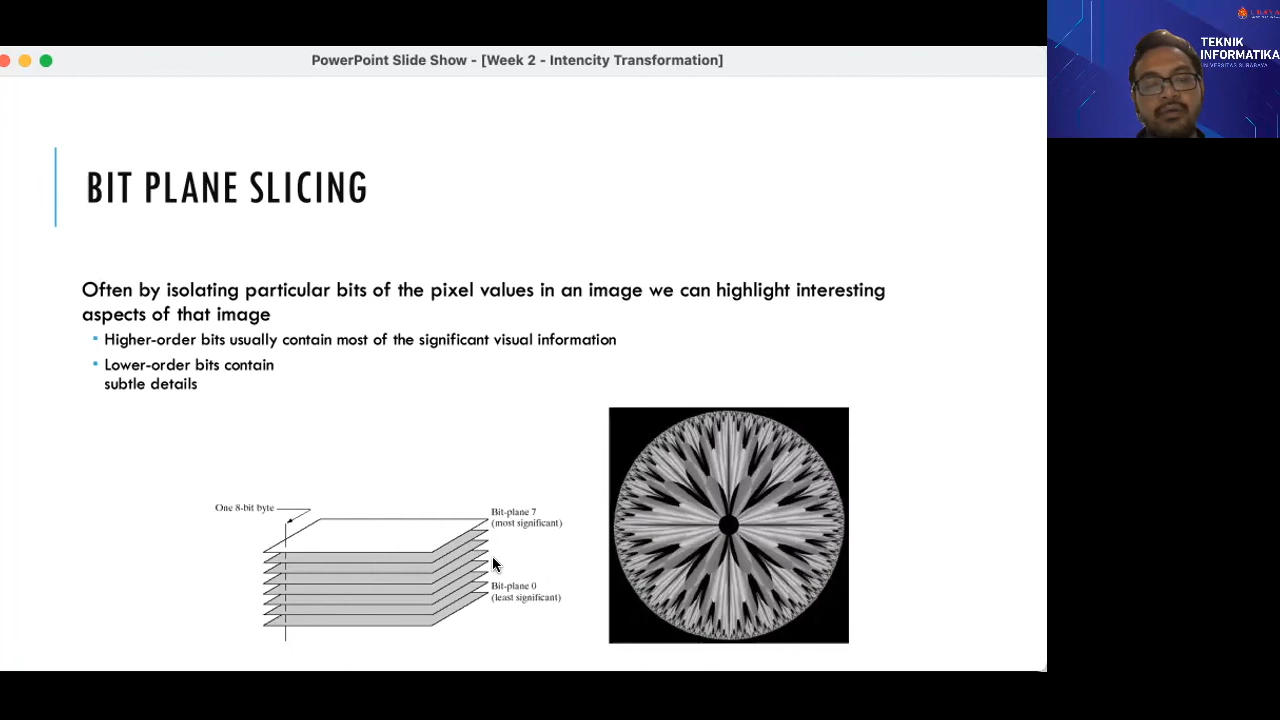 PowerPoint Slide Show - [Week 2 - Intencity Transformation]
UBAYA
TEKNIK
INFORMATIKA
UNIVERSITAS SURABAYA
BIT PLANE SLICING
Often by isolating particular bits of the pixel values in an image we can highlight interesting
aspects of that image
Higher-order bits usually contain most of the significant visual information
Lower-order bits contain
subtle details
One 8-bit byte
Bit-plane 7
(most significant)
Bit-plane 0
(least significant)